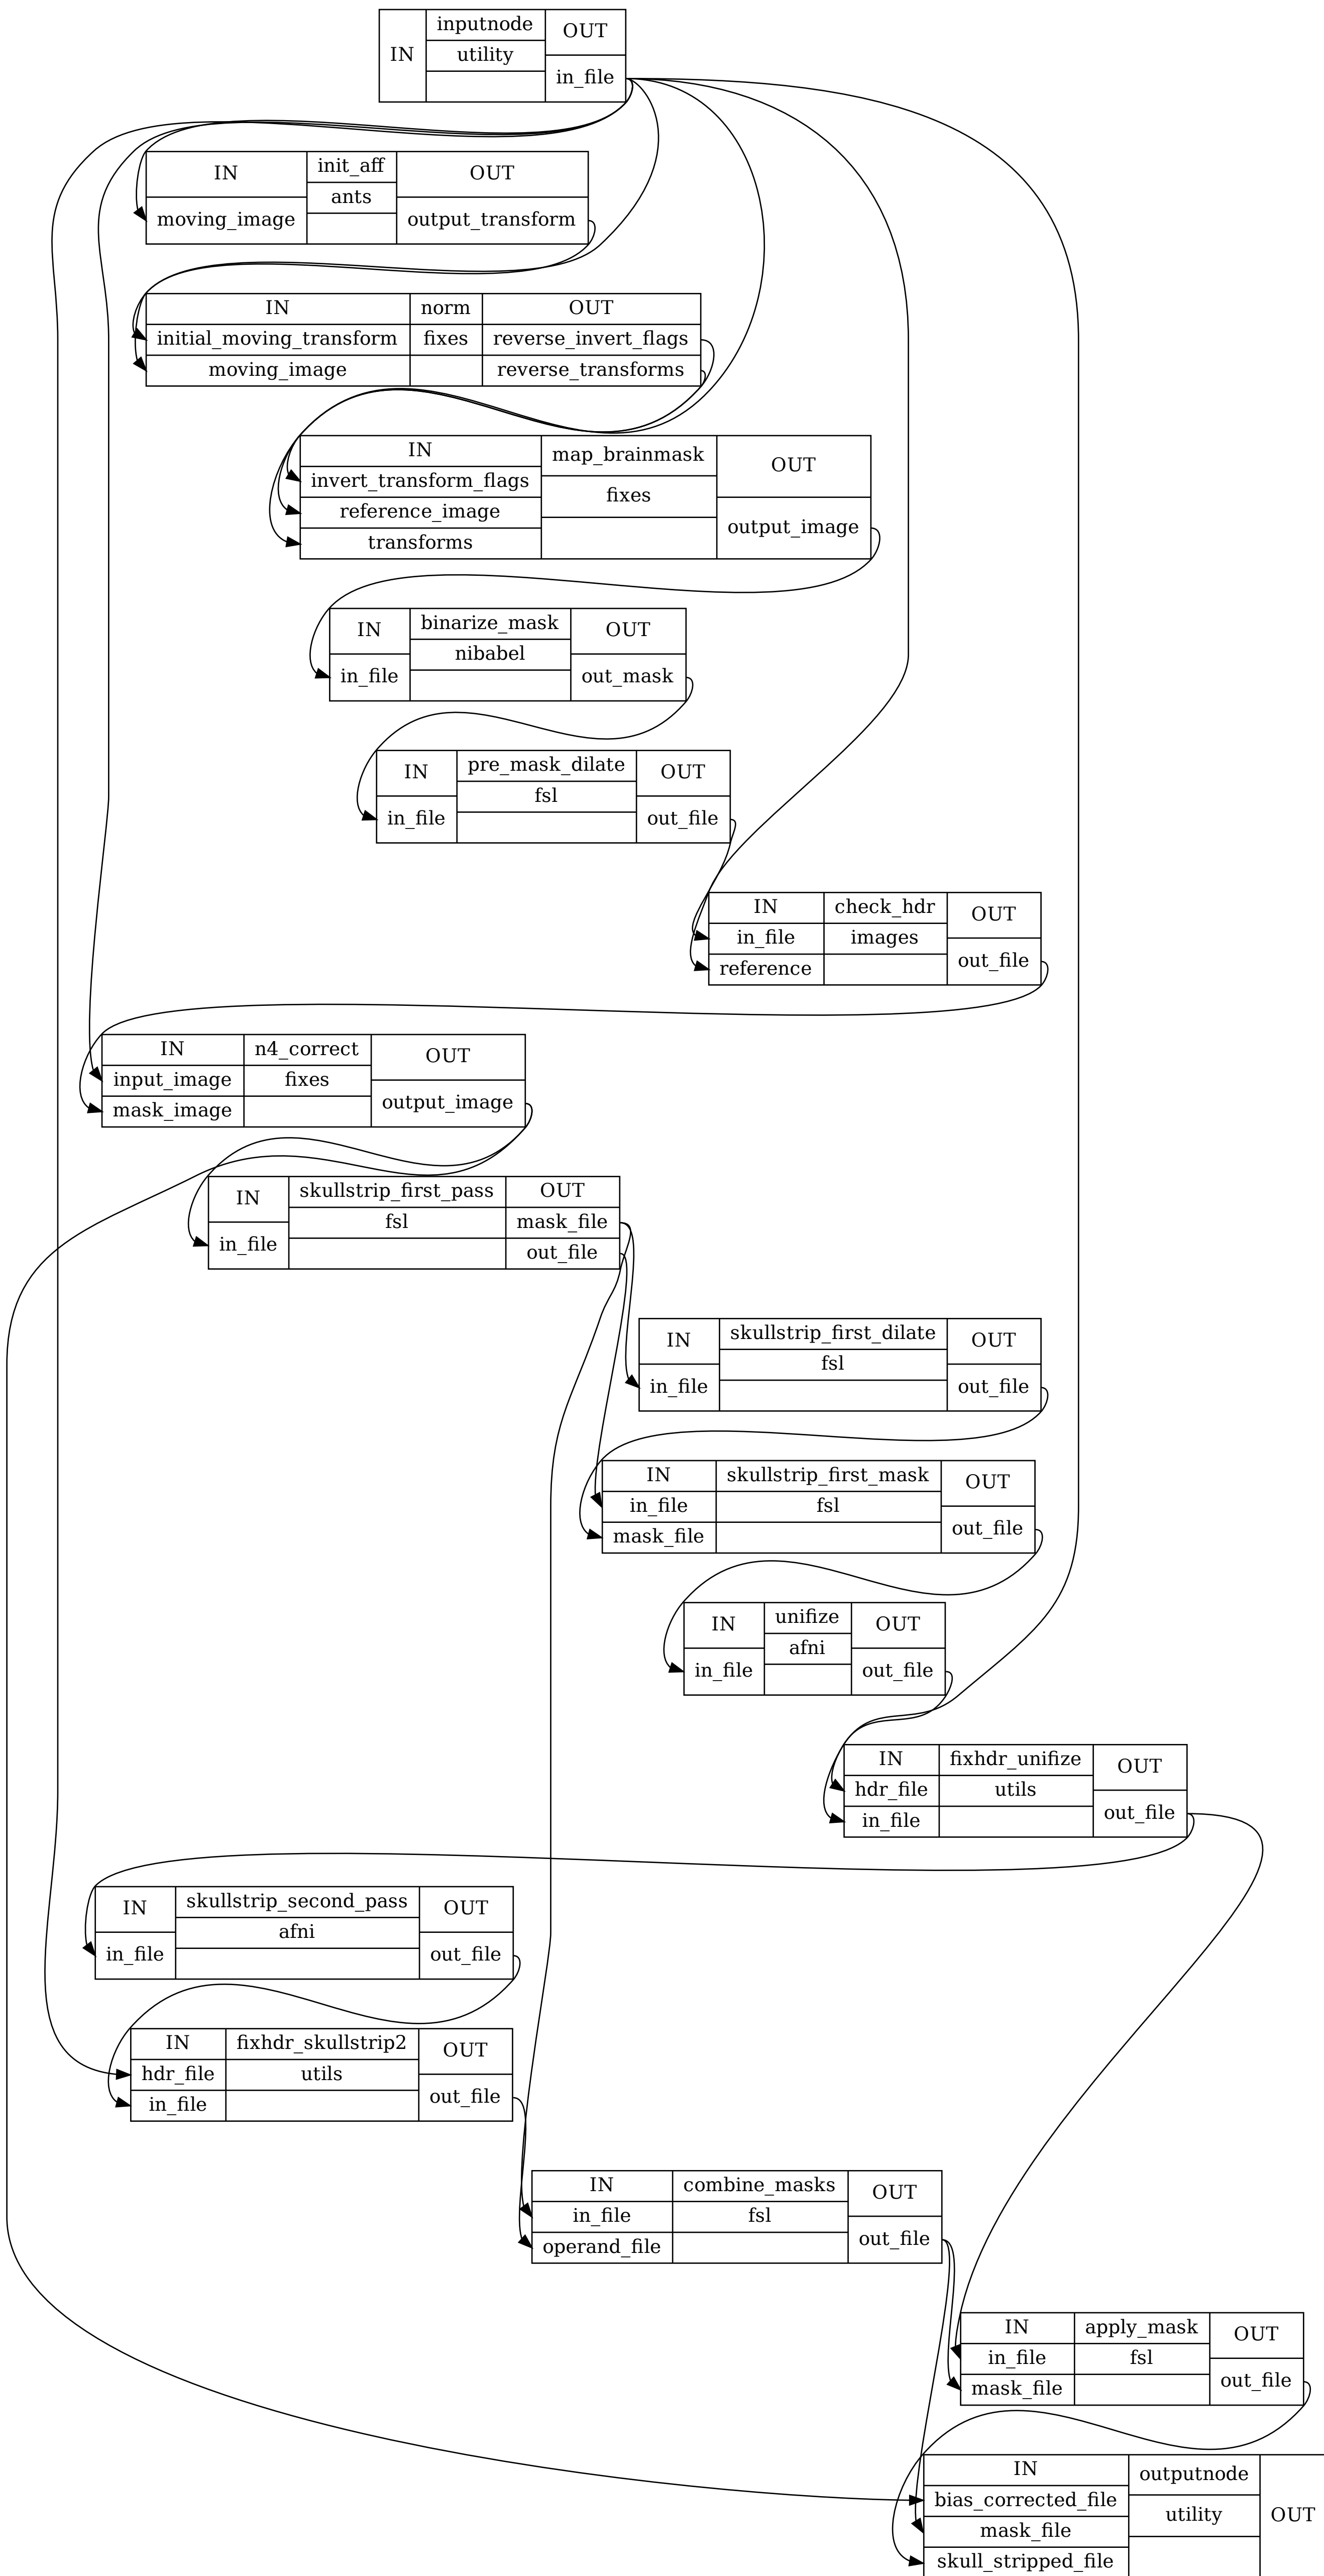 inputnode OUT
IN utility
in_file
IN init_aff OUT
ants
moving_image output_transform
IN norm OUT
initial_moving_transform fixes reverse_invert_flags
moving_image reverse_transforms
IN map_brainmask OUT
invert_transform_flags fixes
reference_image output_image
transforms
IN binarize_mask OUT
nibabel
in_file out_mask
IN pre_mask_dilate OUT
fsl
in_file out_file
IN check_hdr OUT
in_file images
reference out_file
IN n4_correct OUT
input_image fixes
mask_image output_image
IN skullstrip_first_pass OUT
fsl mask_file
in_file out_file
IN skullstrip_first_dilate OUT
fsl
in_file out_file
IN skullstrip_first_mask OUT
in_file fsl
mask_file out_file
IN unifize OUT
afni
in_file out_file
IN fixhdr_unifize OUT
hdr_file utils
in_file out_file
IN skullstrip_second_pass OUT
afni
in_file out_file
IN fixhdr_skullstrip2 OUT
hdr_file utils
in_file out_file
IN combine_masks OUT
in_file fsl
operand_file out_file
IN apply_mask OUT
in_file fsl
mask_file out_file
IN outputnode
bias_corrected_file utility OUT
mask_file
skull_stripped_file